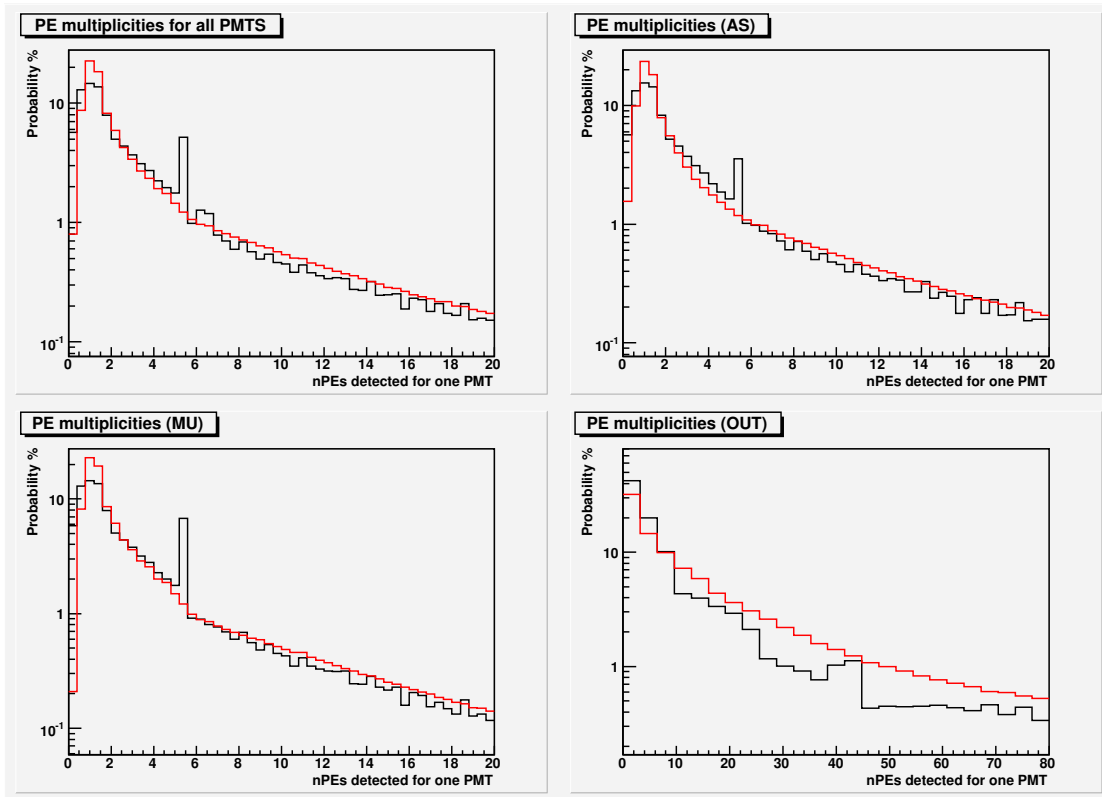 PE multiplicities for all PMTS
Probability %
10
1
10⁻¹
0 2 4 6 8 10 12 14 16 18 20
nPEs detected for one PMT
PE multiplicities (AS)
Probability %
10
1
10⁻¹
0 2 4 6 8 10 12 14 16 18 20
nPEs detected for one PMT
PE multiplicities (MU)
Probability %
10
1
10⁻¹
0 2 4 6 8 10 12 14 16 18 20
nPEs detected for one PMT
PE multiplicities (OUT)
Probability %
10
1
0 10 20 30 40 50 60 70 80
nPEs detected for one PMT